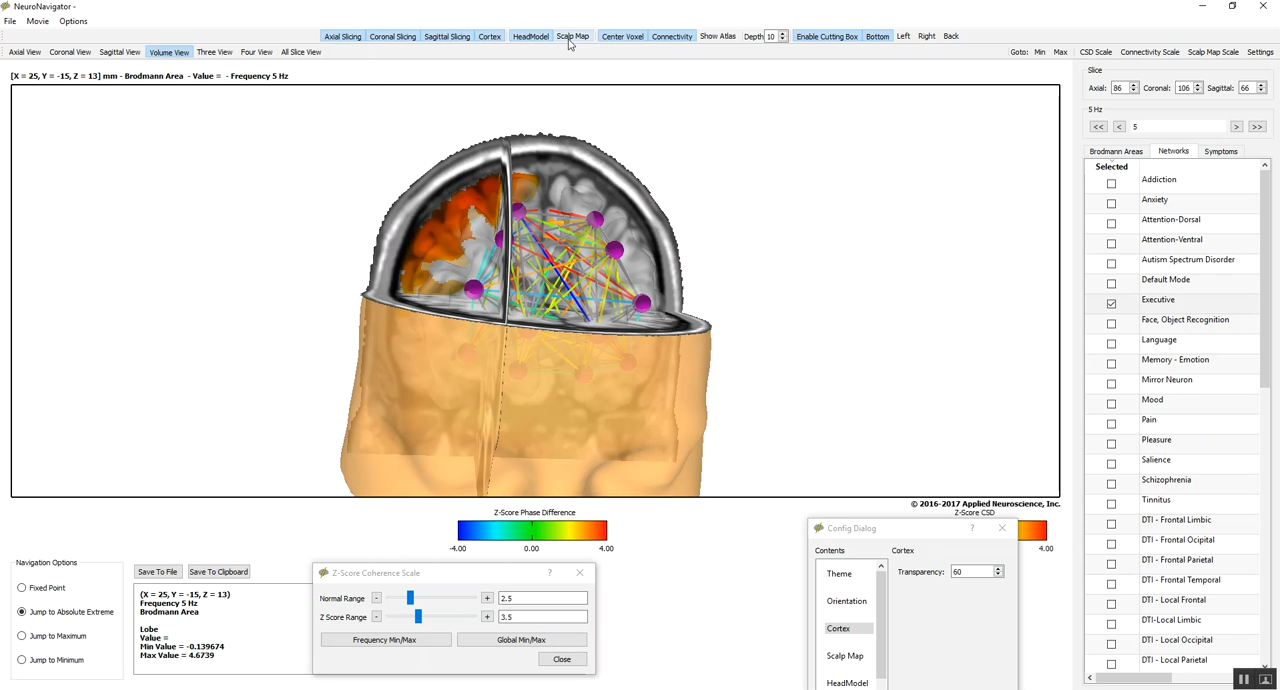 NeuroNavigator -
File Movie Options
Axial Slicing Coronal Slicing Sagittal Slicing Cortex HeadModel Scalp Map Center Voxel Connectivity Show Atlas Depth 10 Enable Cutting Box Bottom Left Right Back
Axial View Coronal View Sagittal View Volume View Three View Four View All Slice View Goto: Min Max CSD Scale Connectivity Scale Scalp Map Scale Settings
[X = 25, Y = -15, Z = 13] mm - Brodmann Area - Value = - Frequency 5 Hz
Slice
Axial: 86 Coronal: 106 Sagittal: 66
5 Hz
<< < 5 > >>
Brodmann Areas Networks Symptoms
Selected
Addiction
Anxiety
Attention-Dorsal
Attention-Ventral
Autism Spectrum Disorder
Default Mode
Executive
Face, Object Recognition
Language
Memory - Emotion
Mirror Neuron
Mood
Pain
Pleasure
Salience
Schizophrenia
Tinnitus
DTI - Frontal Limbic
DTI - Frontal Ocipital
DTI - Frontal Parietal
DTI - Frontal Temporal
DTI - Local Frontal
DTI-Local Limbic
DTI - Local Occipital
DTI - Local Parietal
© 2016-2017 Applied Neuroscience, Inc.
Z-Score Phase Difference
-4.00 0.00 4.00
Z-Score CSD
4.00
Navigation Options
Fixed Point
Jump to Absolute Extreme
Jump to Maximum
Jump to Minimum
Save To File Save To Clipboard
(X = 25, Y = -15, Z = 13)
Frequency 5 Hz
Brodmann Area
Lobe
Value =
Min Value = -0.139674
Max Value = 4.6739
Z-Score Coherence Scale ?
Normal Range - + 2.5
Z Score Range - + 3.5
Frequency Min/Max Global Min/Max
Close
Config Dialog ?
Contents
Theme
Orientation
Cortex
Scalp Map
HeadModel
Cortex
Transparency: 60